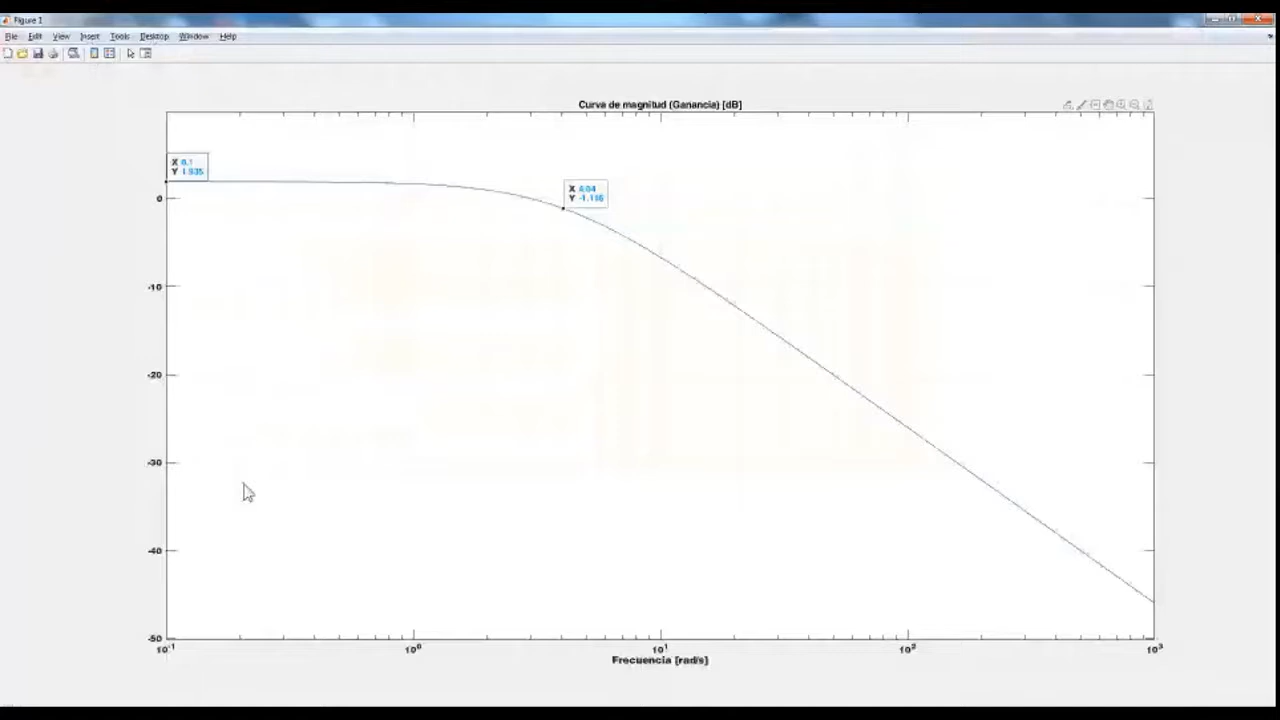 Figure 1
File Edit View Insert Tools Desktop Window Help
Curva de magnitud (Ganancia) [dB]
X 0.1
Y 1.935
X 4.04
Y -1.116
0
-10
-20
-30
-40
-50
10-1 100 101 102 103
Frecuencia [rad/s]